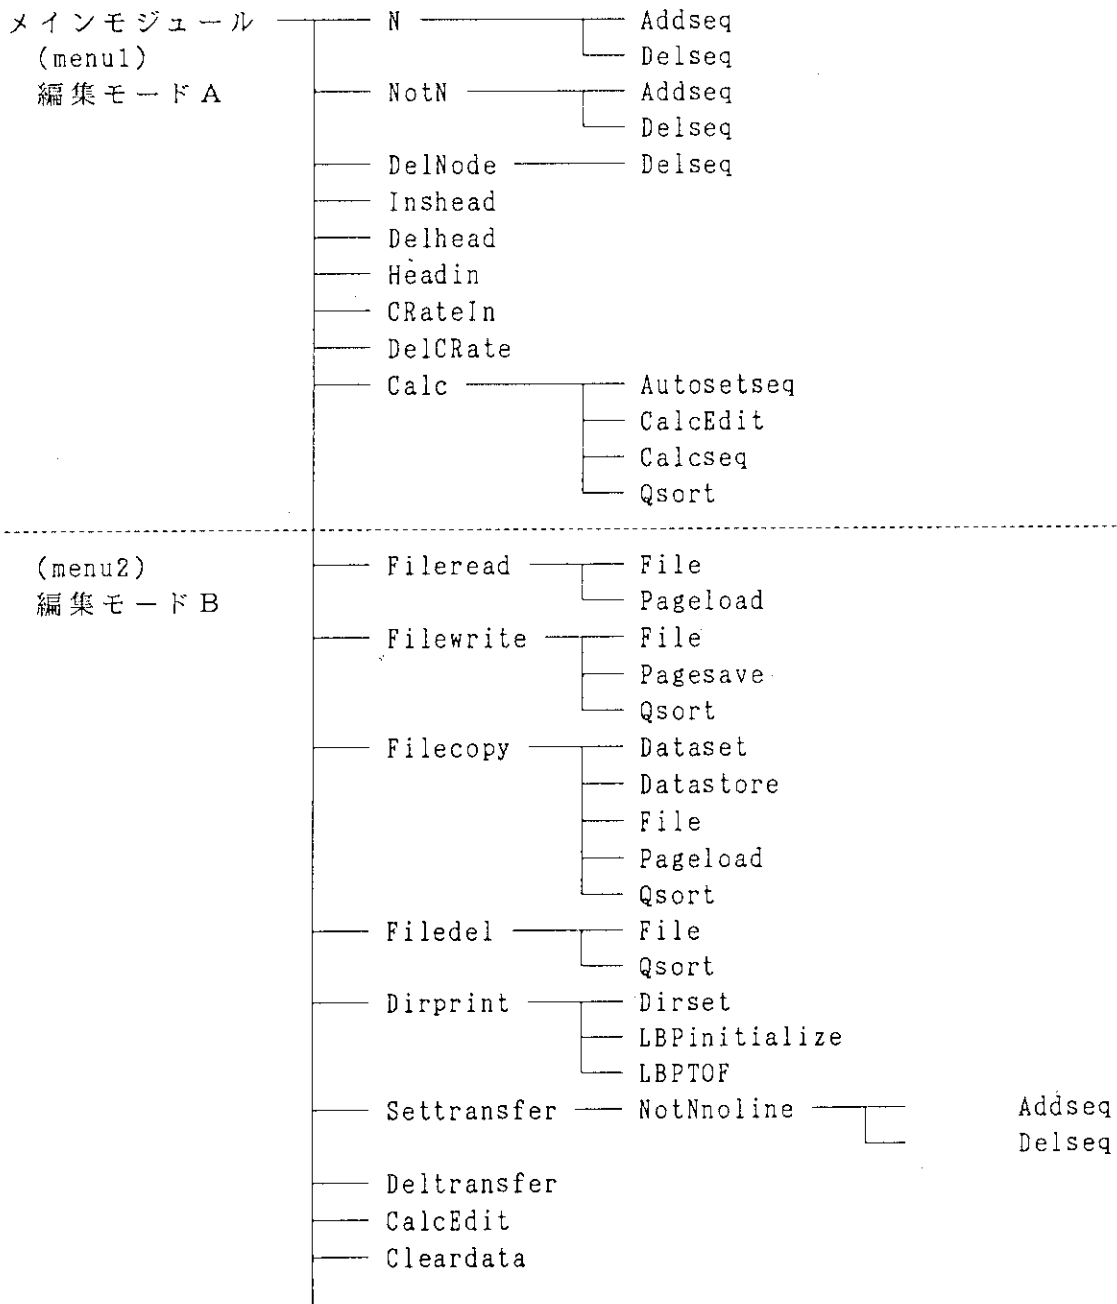 メインモジュール N Addseq
(menu1) Delseq
編集モードA NotN Addseq
Delseq
DelNode Delseq
Inshead
Delhead
Headin
CRateIn
DelCRate
Calc Autosetseq
CalcEdit
Calcseq
Qsort
(menu2) Fileread File
編集モードB Pageload
Filewrite File
Pagesave
Qsort
Filecopy Dataset
Datastore
File
Pageload
Qsort
Filedel File
Qsort
Dirprint Dirset
LBPinitialize
LBPTOF
Settransfer NotNnoline Addseq
Delseq
Deltransfer
CalcEdit
Cleardata